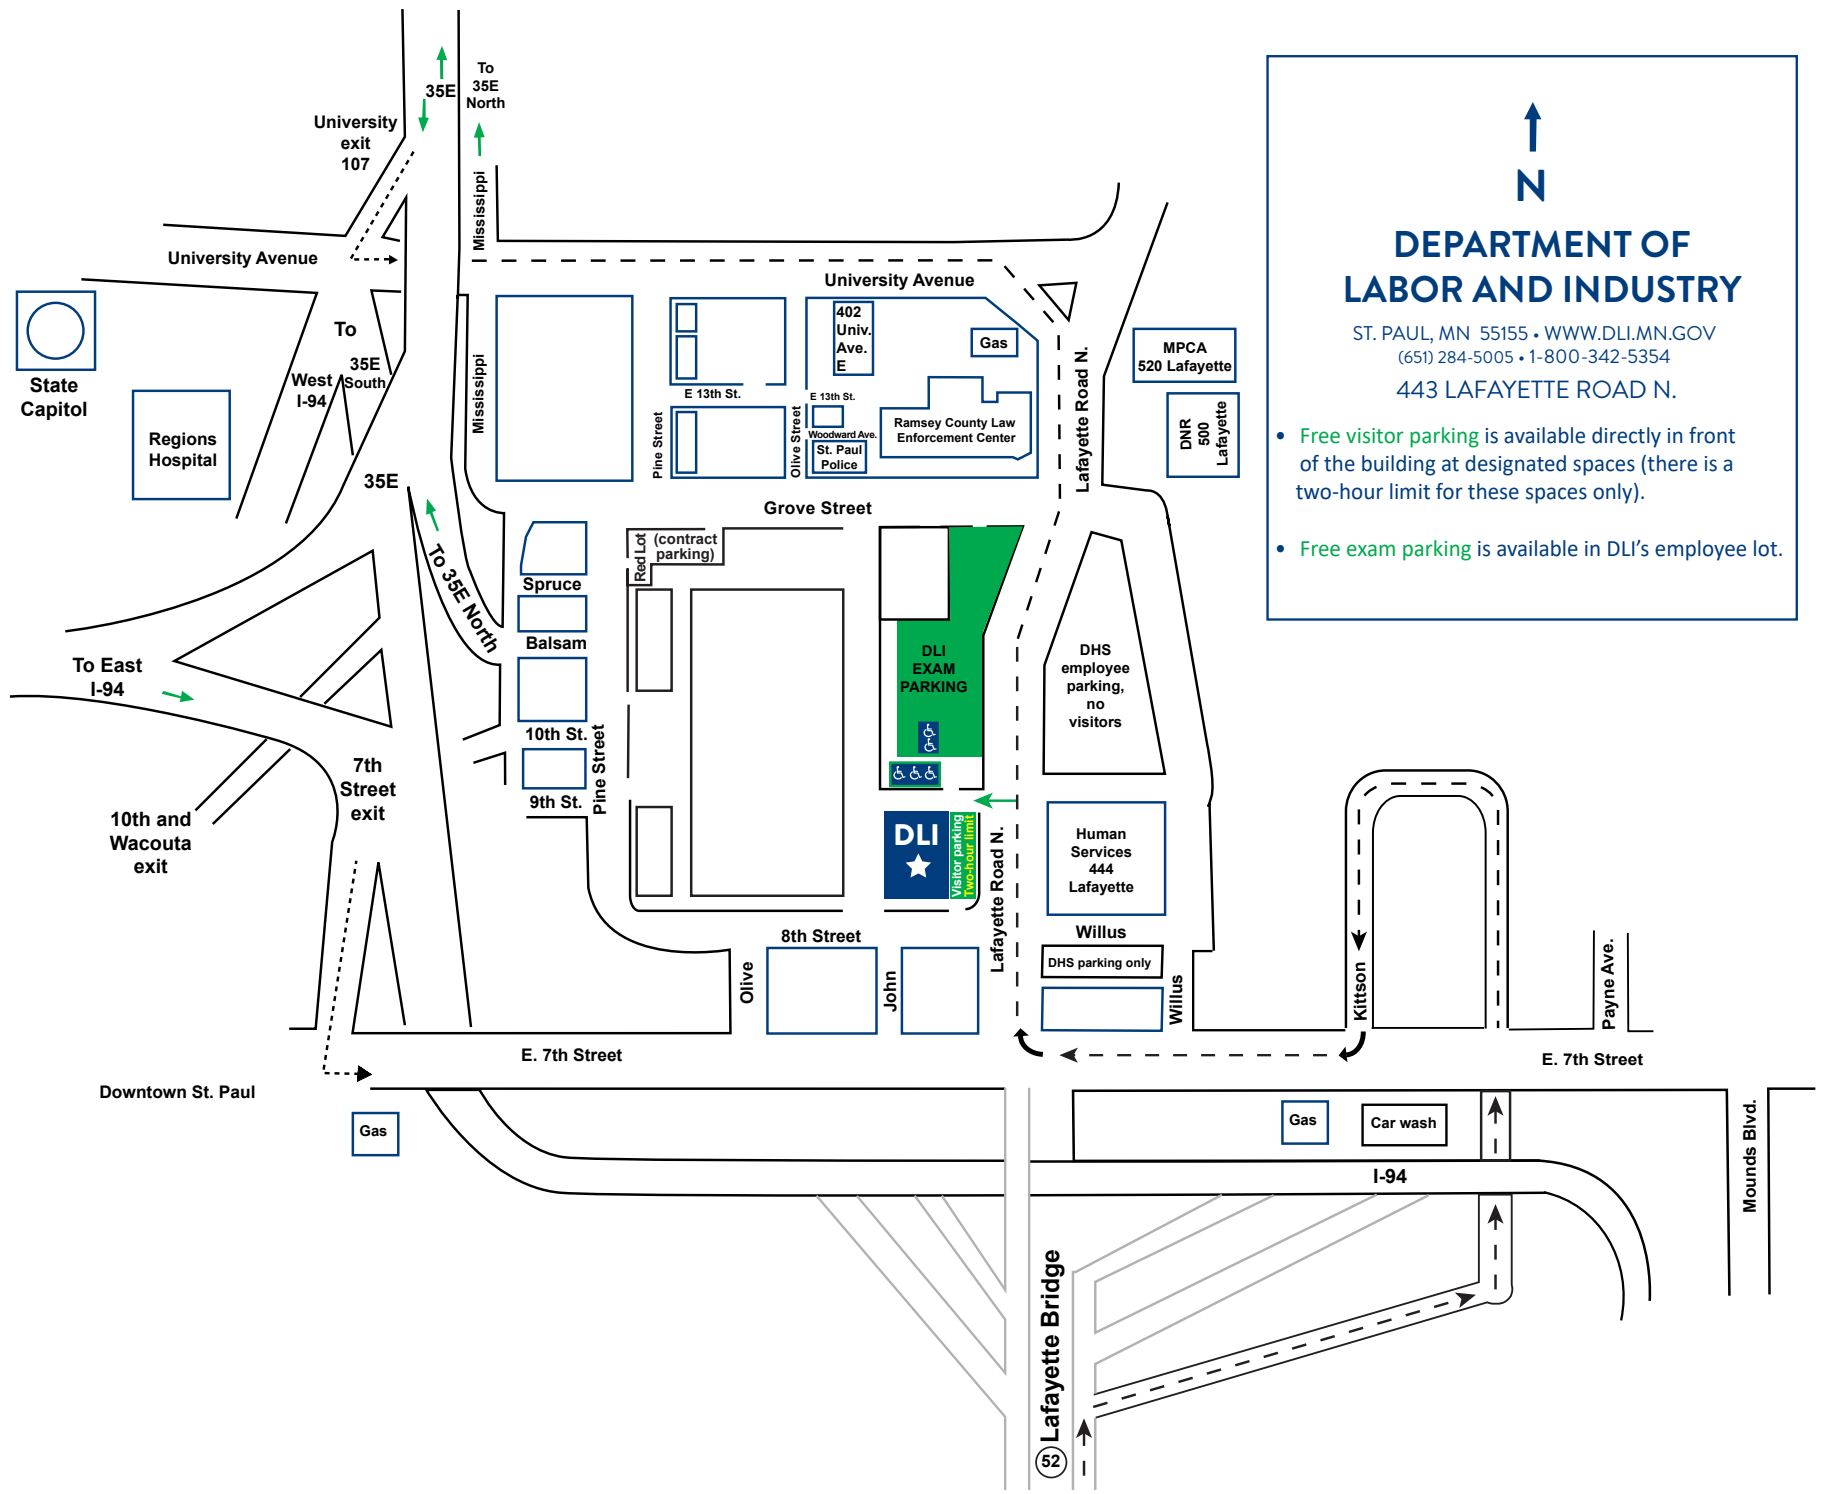 35E
To
35E
North
University
exit
107
Mississippi
University Avenue
University Avenue
State
Capitol
Regions
Hospital
To
35E
South
West
I-94
Mississippi
35E
To 35E North
402
Univ.
Ave.
E
Gas
E 13th St.
E 13th St.
Pine Street
Olive Street
Woodward Ave.
St. Paul
Police
Ramsey County Law
Enforcement Center
Lafayette Road N.
MPCA
520 Lafayette
DNR
500
Lafayette
Grove Street
N
DEPARTMENT OF
LABOR AND INDUSTRY
ST. PAUL, MN 55155 • WWW.DLI.MN.GOV
(651) 284-5005 • 1-800-342-5354
443 LAFAYETTE ROAD N.
• Free visitor parking is available directly in front
of the building at designated spaces (there is a
two-hour limit for these spaces only).
• Free exam parking is available in DLI’s employee lot.
Red Lot
(contract
parking)
Spruce
Balsam
10th St.
9th St.
Pine Street
To East
I-94
7th
Street
exit
10th and
Wacouta
exit
DLI
EXAM
PARKING
DHS
employee
parking,
no
visitors
DLI
Visitor parking
Two-hour limit
Lafayette Road N.
Human
Services
444
Lafayette
Willus
DHS parking only
Willus
8th Street
Olive
John
Kittson
Payne Ave.
E. 7th Street
E. 7th Street
Downtown St. Paul
Gas
Gas
Car wash
I-94
Mounds Blvd.
Lafayette Bridge
52